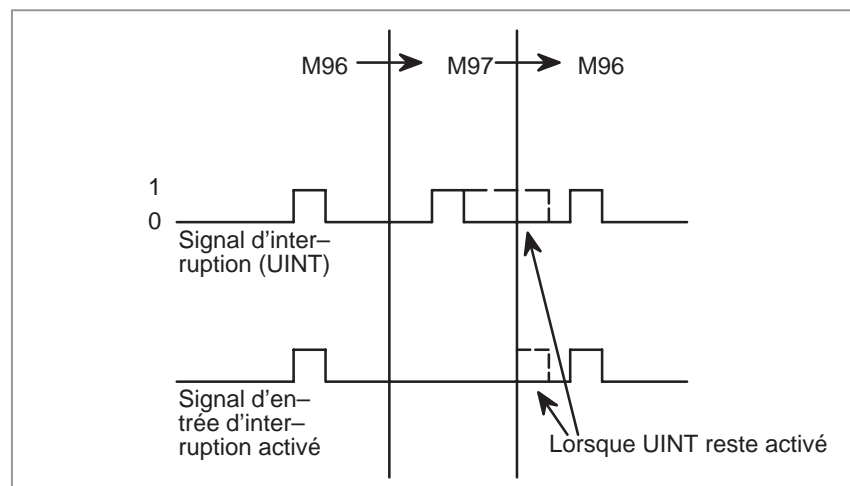 M96 M97 M96
1
0
Signal d’inter–
ruption (UINT)
Signal d’en–
trée d’inter–
ruption activé
Lorsque UINT reste activé